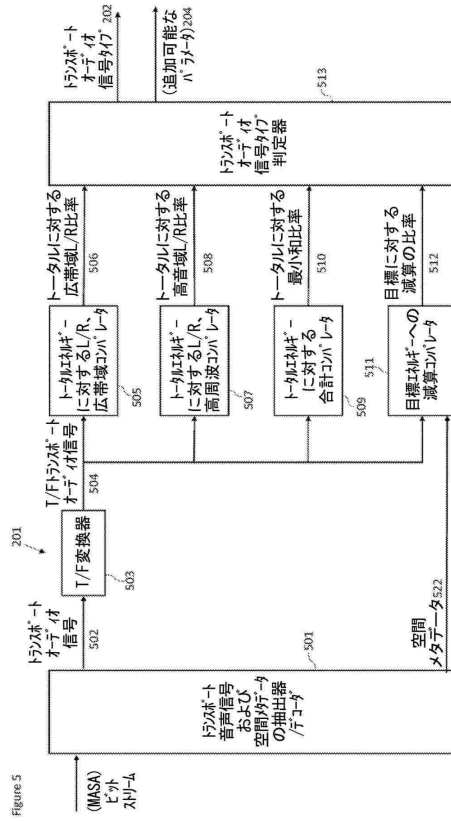 Figure 5
(MASA)
ビット
ストリーム
トランスポート
音声信号
および
空間メタデータ
の抽出器
/デコーダ
501
トランスポート
オーディオ
信号
502
201
T/F変換器
503
T/Fトランスポート
オーディオ信号
504
空間
メタデータ522
トータルエネルギー
に対するL/R、
広帯域コンパレータ
505
トータルエネルギー
に対するL/R、
高周波コンパレータ
507
トータルエネルギー
に対する
合計コンパレータ
509
目標エネルギーへの
減算コンパレータ
511
トータルに対する
広帯域L/R比率
506
トータルに対する
高音域L/R比率
508
トータルに対する
最小和比率
510
目標に対する
減算の比率
512
トランスポート
オーディオ
信号タイプ
判定器
513
トランスポート
オーディオ
信号タイプ
202
(追加可能な
パラメータ)204